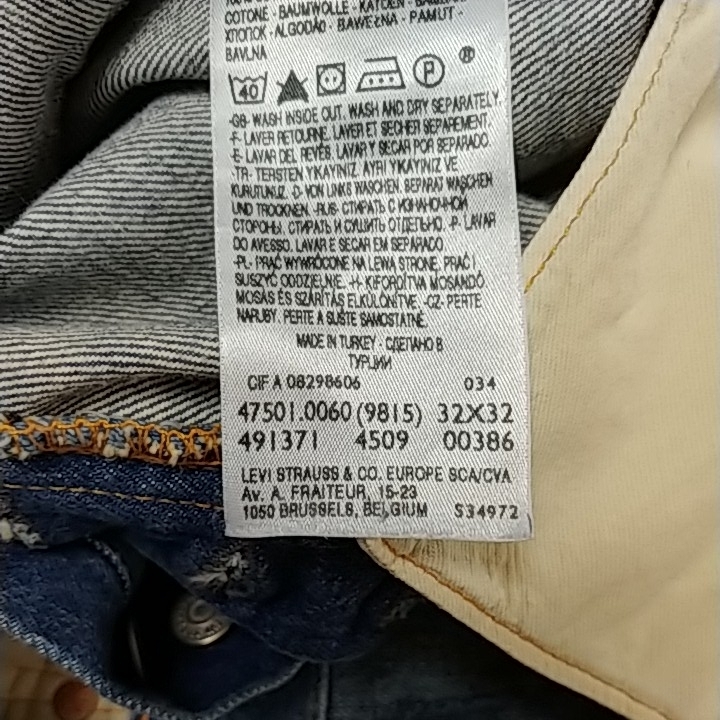 COTONE - BAUMWOLLE - KATOEN -
ХЛОПОК - ALGODÃO - BAWEŁNA - PAMUT -
BAVLNA
40 P ®
-GB- WASH INSIDE OUT. WASH AND DRY SEPARATELY.
-F- LAVER RETOURNE. LAVER ET SECHER SEPAREMENT.
-E- LAVAR DEL REVÉS. LAVAR Y SECAR POR SEPARADO.
-TR- TERSTEN YIKAYINIZ. AYRI YIKAYINIZ VE
KURUTUNUZ. -D- VON LINKS WASCHEN. SEPARAT WASCHEN
UND TROCKNEN. -RUS- СТИРАТЬ С ИЗНАНОЧНОЙ
СТОРОНЫ. СТИРАТЬ И СУШИТЬ ОТДЕЛЬНО. -P- LAVAR
DO AVESSO. LAVAR E SECAR EM SEPARADO.
-PL- PRAĆ WYWRÓCONE NA LEWĄ STRONĘ. PRAĆ I
SUSZYĆ ODDZIELNIE. -H- KIFORDÍTVA MOSANDÓ.
MOSÁS ÉS SZÁRÍTÁS ELKÜLÖNÍTVE. -CZ- PERTE
NARUBY. PERTE A SUŠTE SAMOSTATNĚ.
MADE IN TURKEY - СДЕЛАНО В
ТУРЦИИ
CIF A 08298606 034
47501.0060 (9815) 32X32
491371 4509 00386
LEVI STRAUSS & CO. EUROPE SCA/CVA
Av. A. FRAITEUR, 15-23
1050 BRUSSELS, BELGIUM S34972